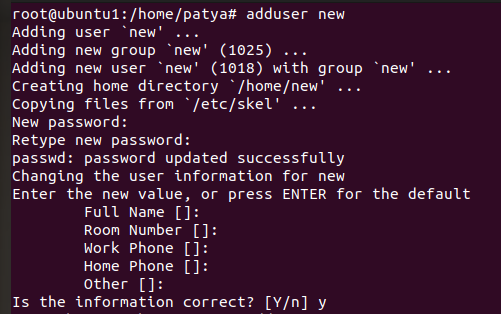 root@ubuntu1:/home/patya# adduser new
Adding user `new' ...
Adding new group `new' (1025) ...
Adding new user `new' (1018) with group `new' ...
Creating home directory `/home/new' ...
Copying files from `/etc/skel' ...
New password:
Retype new password:
passwd: password updated successfully
Changing the user information for new
Enter the new value, or press ENTER for the default
Full Name []:
Room Number []:
Work Phone []:
Home Phone []:
Other []:
Is the information correct? [Y/n] y